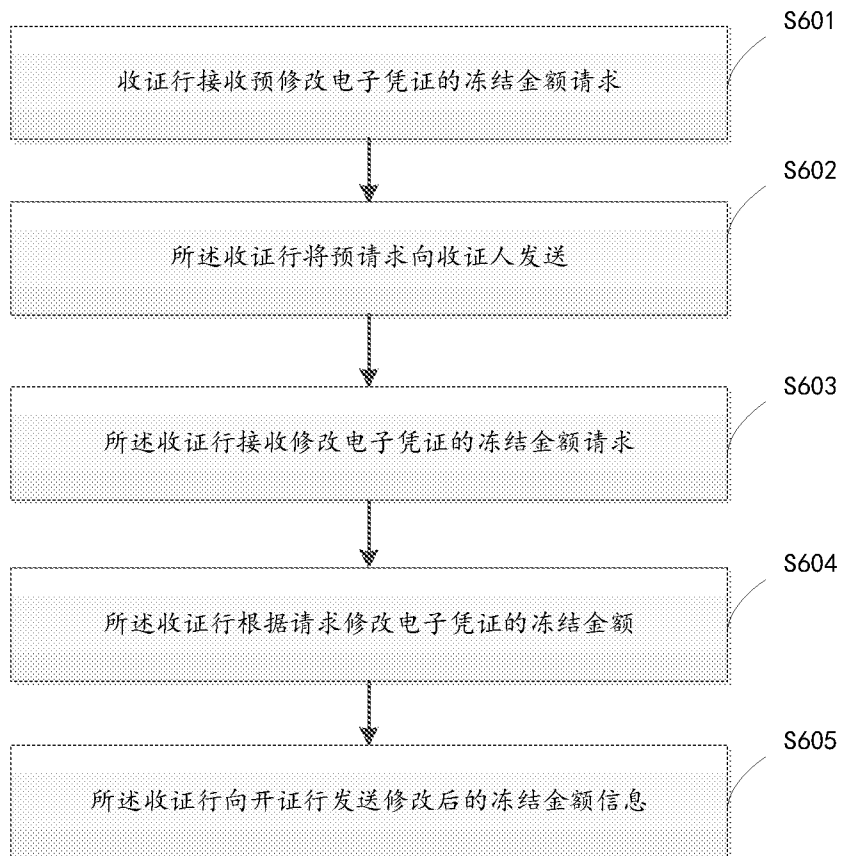 S601
收证行接收预修改电子凭证的冻结金额请求
S602
所述收证行将预请求向收证人发送
S603
所述收证行接收修改电子凭证的冻结金额请求
S604
所述收证行根据请求修改电子凭证的冻结金额
S605
所述收证行向开证行发送修改后的冻结金额信息